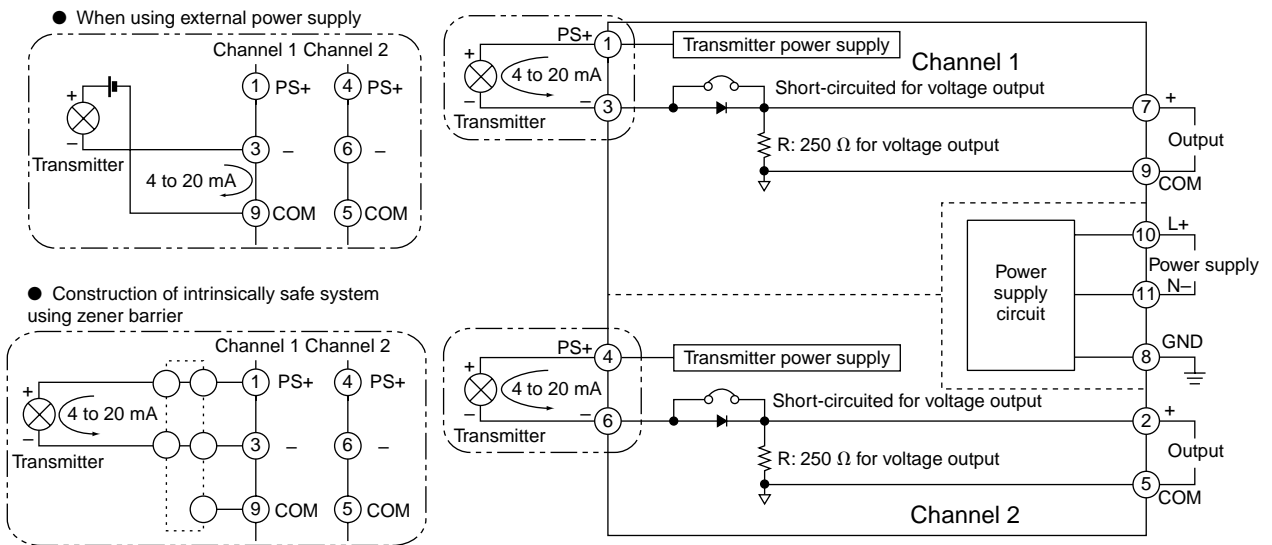 ● When using external power supply
Channel 1 Channel 2
1 PS+ 4 PS+
+
–
Transmitter
3 – 6 –
4 to 20 mA
9 COM 5 COM
● Construction of intrinsically safe system
using zener barrier
Channel 1 Channel 2
1 PS+ 4 PS+
+
4 to 20 mA
–
Transmitter
3 – 6 –
9 COM 5 COM
PS+ 1
Transmitter power supply
Channel 1
+
4 to 20 mA
–
– 3
Transmitter
Short-circuited for voltage output
R: 250 Ω for voltage output
7 +
Output
9
COM
10 L+
Power supply
11 N–
Power
supply
circuit
8 GND
PS+ 4
Transmitter power supply
+
4 to 20 mA
–
– 6
Transmitter
Short-circuited for voltage output
R: 250 Ω for voltage output
2 +
Output
5
COM
Channel 2